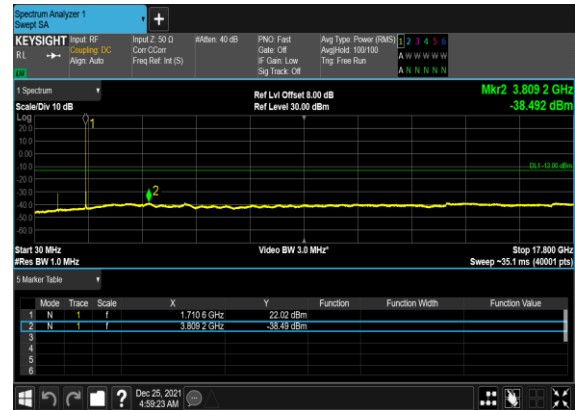 Spectrum Analyzer 1
Swept SA
+
KEYSIGHT Input: RF Input Z: 50 Ω #Atten: 40 dB PNO: Fast Avg Type: Power (RMS) 1 2 3 4 5 6
RL Coupling: DC Corr CCorr Gate: Off Avg|Hold: 100/100 A W W W W W
Align: Auto Freq Ref: Int (S) IF Gain: Low Trig: Free Run
Sig Track: Off A N N N N N
1 Spectrum Ref Lvl Offset 8.00 dB Mkr2 3.809 2 GHz
Scale/Div 10 dB Ref Level 30.00 dBm -38.492 dBm
Log
1
20.0
10.0
0.00
-10.0
DL1 -13.00 dBm
-20.0
-30.0
2
-40.0
-50.0
-60.0
Start 30 MHz Video BW 3.0 MHz* Stop 17.800 GHz
#Res BW 1.0 MHz Sweep ~35.1 ms (40001 pts)
5 Marker Table
Mode Trace Scale X Y Function Function Width Function Value
1 N 1 f 1.710 6 GHz 22.02 dBm
2 N 1 f 3.809 2 GHz -38.49 dBm
3
4
5
6
? Dec 25, 2021
4:59:23 AM